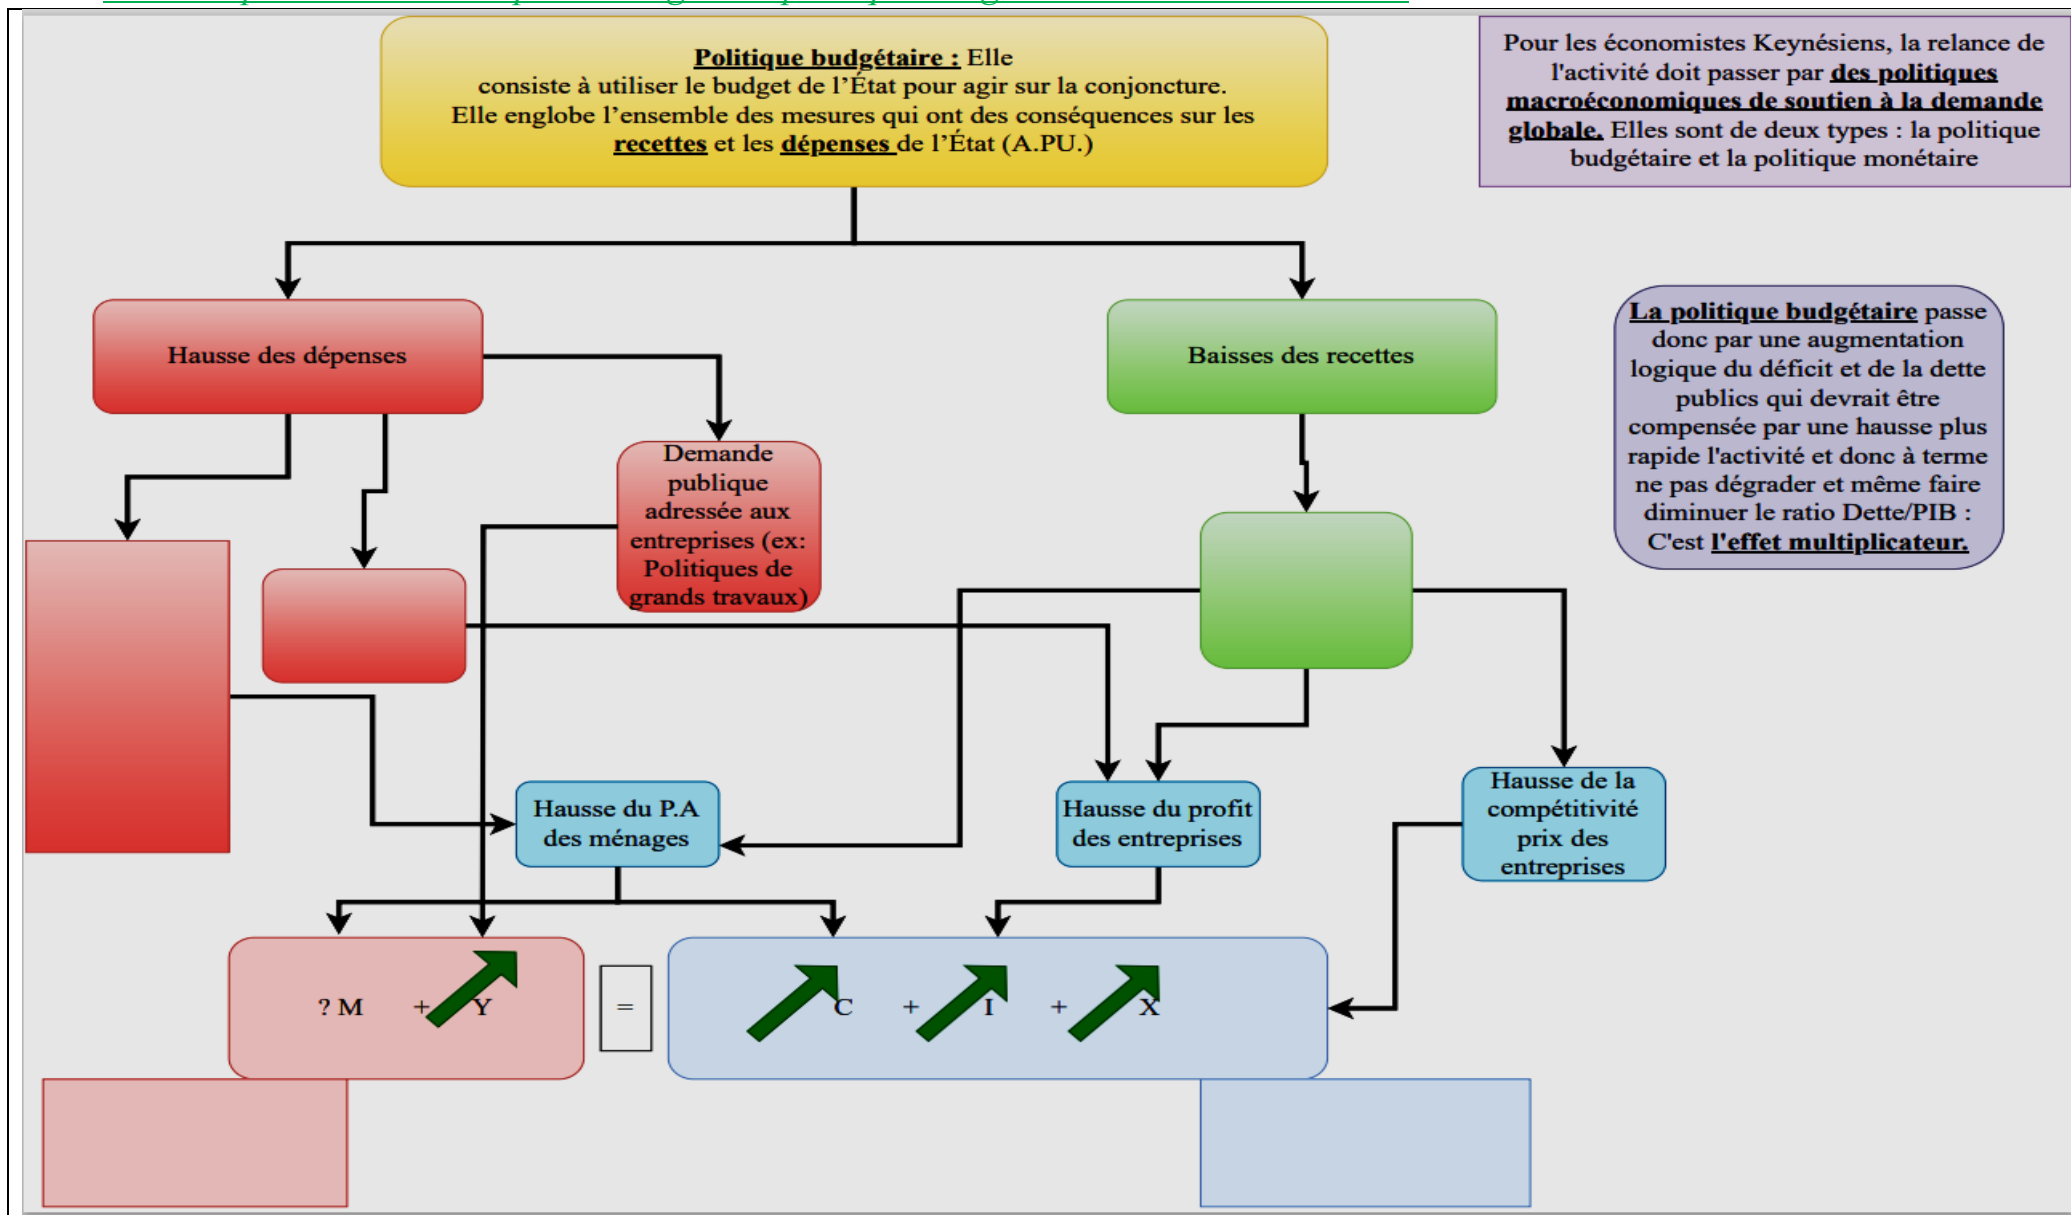 Politique budgétaire : Elle
consiste à utiliser le budget de l’État pour agir sur la conjoncture.
Elle englobe l’ensemble des mesures qui ont des conséquences sur les
recettes et les dépenses de l’État (A.PU.)
Pour les économistes Keynésiens, la relance de
l'activité doit passer par des politiques
macroéconomiques de soutien à la demande
globale. Elles sont de deux types : la politique
budgétaire et la politique monétaire
Hausse des dépenses
Baisses des recettes
La politique budgétaire passe
donc par une augmentation
logique du déficit et de la dette
publics qui devrait être
compensée par une hausse plus
rapide l'activité et donc à terme
ne pas dégrader et même faire
diminuer le ratio Dette/PIB :
C'est l'effet multiplicateur.
Demande
publique
adressée aux
entreprises (ex:
Politiques de
grands travaux)
Hausse du P.A
des ménages
Hausse du profit
des entreprises
Hausse de la
compétitivité
prix des
entreprises
? M + Y = C + I + X